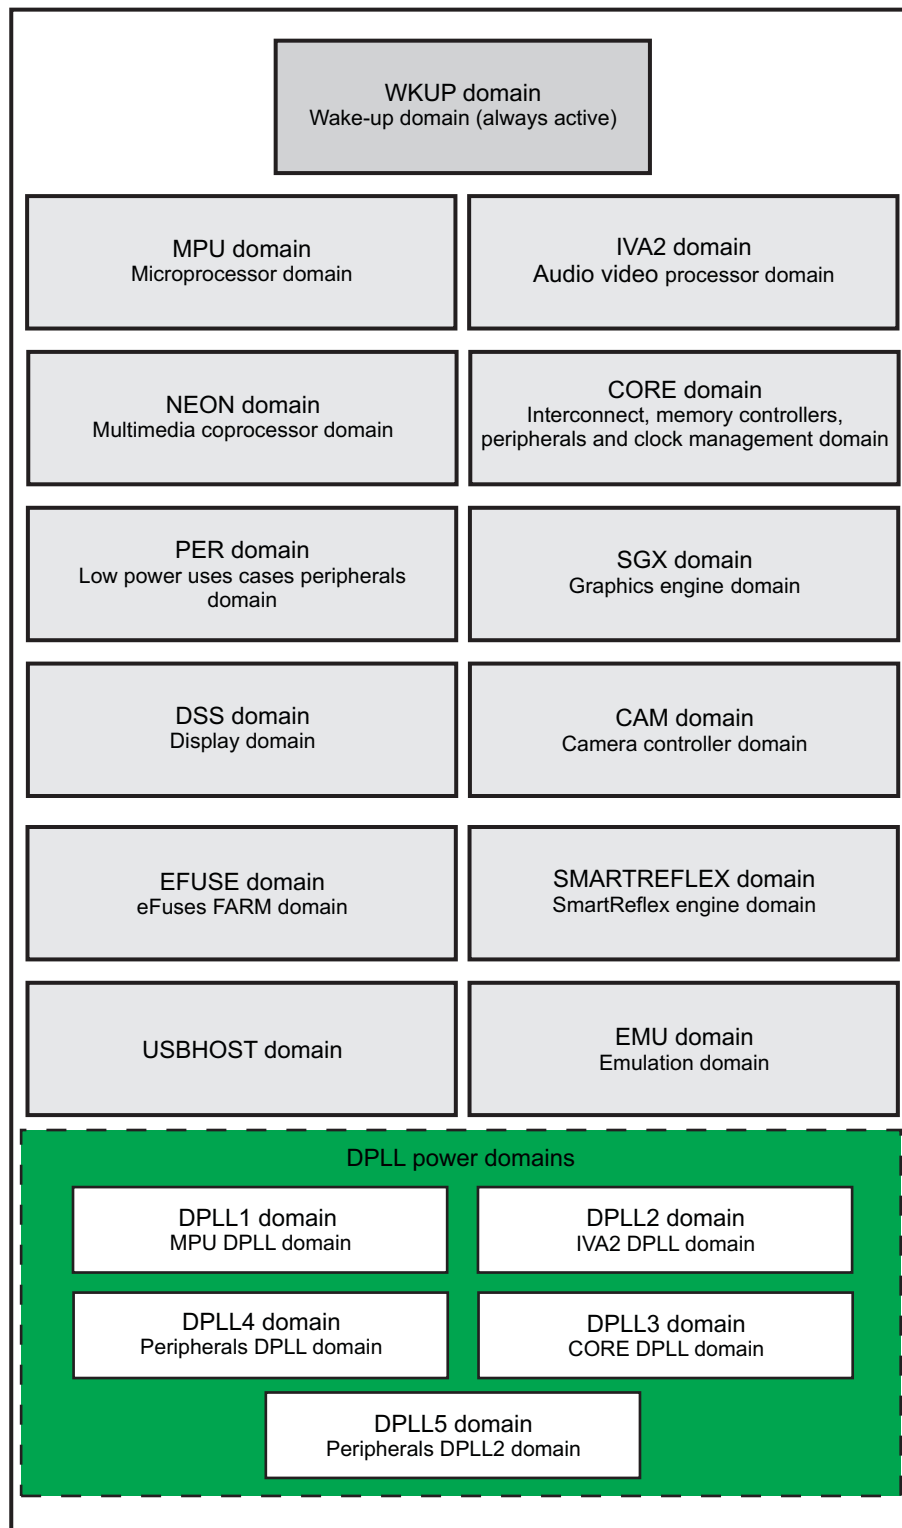 WKUP domain
Wake-up domain (always active)
MPU domain
Microprocessor domain
IVA2 domain
Audio video processor domain
NEON domain
Multimedia coprocessor domain
CORE domain
Interconnect, memory controllers,
peripherals and clock management domain
PER domain
Low power uses cases peripherals
domain
SGX domain
Graphics engine domain
DSS domain
Display domain
CAM domain
Camera controller domain
EFUSE domain
eFuses FARM domain
SMARTREFLEX domain
SmartReflex engine domain
USBHOST domain
EMU domain
Emulation domain
DPLL power domains
DPLL1 domain
MPU DPLL domain
DPLL2 domain
IVA2 DPLL domain
DPLL4 domain
Peripherals DPLL domain
DPLL3 domain
CORE DPLL domain
DPLL5 domain
Peripherals DPLL2 domain